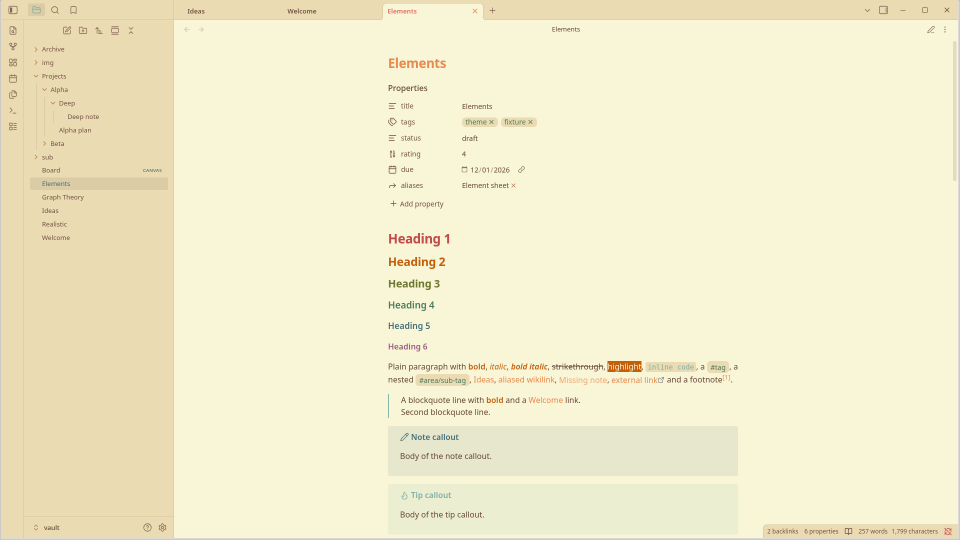 Ideas
Welcome
Elements
Elements
Archive
img
Projects
Alpha
Deep
Deep note
Alpha plan
Beta
sub
Board CANVAS
Elements
Graph Theory
Ideas
Realistic
Welcome
vault
Elements
Properties
title Elements
tags theme fixture
status draft
rating 4
due 12/01/2026
aliases Element sheet
Add property
Heading 1
Heading 2
Heading 3
Heading 4
Heading 5
Heading 6
Plain paragraph with bold, italic, bold italic, strikethrough, highlight, inline code, a #tag, a
nested #area/sub-tag, Ideas, aliased wikilink, Missing note, external link and a footnote[1].
A blockquote line with bold and a Welcome link.
Second blockquote line.
Note callout
Body of the note callout.
Tip callout
Body of the tip callout.
2 backlinks 6 properties 257 words 1,799 characters